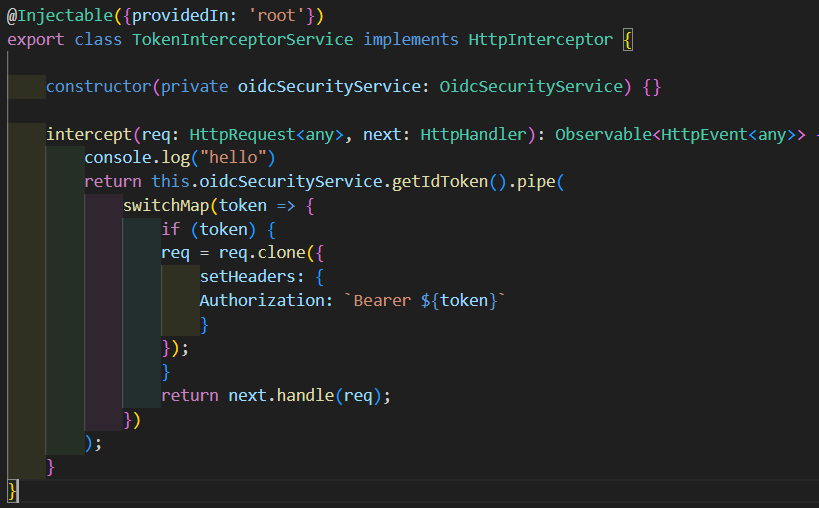 @Injectable({providedIn: 'root'})
export class TokenInterceptorService implements HttpInterceptor {
constructor(private oidcSecurityService: OidcSecurityService) {}
intercept(req: HttpRequest<any>, next: HttpHandler): Observable<HttpEvent<any>>
console.log("hello")
return this.oidcSecurityService.getIdToken().pipe(
switchMap(token => {
if (token) {
req = req.clone({
setHeaders: {
Authorization: `Bearer ${token}`
}
});
}
return next.handle(req);
})
);
}
}